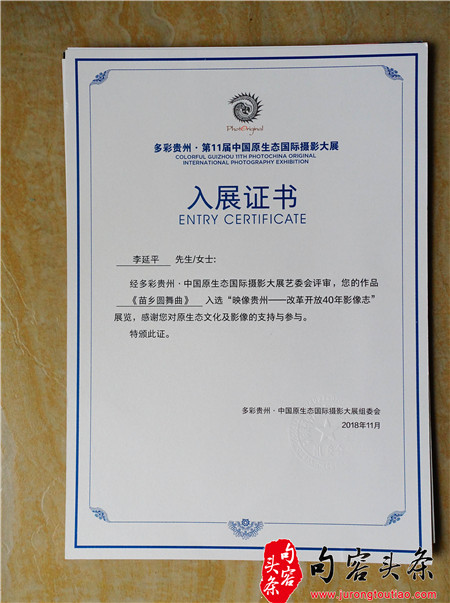 PhotOriginal
多彩贵州·第11届中国原生态国际摄影大展
COLORFUL GUIZHOU 11TH PHOTOCHINA ORIGINAL
INTERNATIONAL PHOTOGRAPHY EXHIBITION
入展证书
ENTRY CERTIFICATE
李延平 先生/女士:
经多彩贵州·中国原生态国际摄影大展艺委会评审,您的作品
《苗乡圆舞曲》 入选“映像贵州——改革开放40年影像志”
展览,感谢您对原生态文化及影像的支持与参与。
特颁此证。
多彩贵州·中国原生态国际摄影大展组委会
2018年11月
句容头条
句容头条
www.jurongtoutiao.com